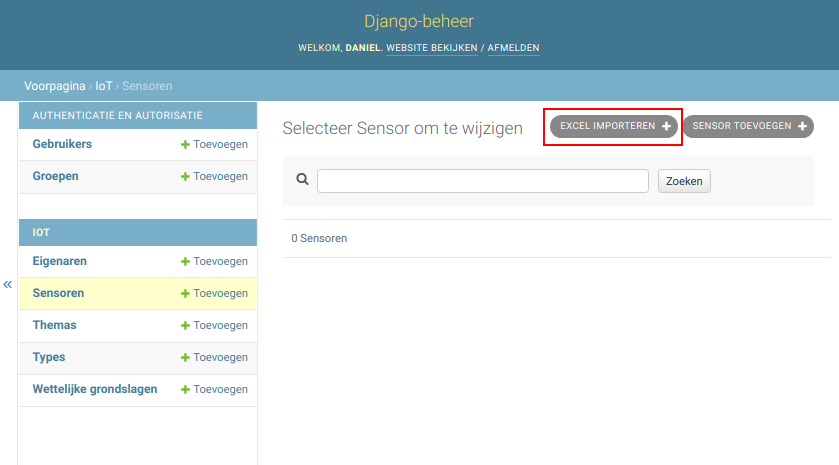 Django-beheer
WELKOM, DANIEL. WEBSITE BEKIJKEN / AFMELDEN
Voorpagina › IoT › Sensoren
AUTHENTICATIE EN AUTORISATIE
Gebruikers + Toevoegen
Groepen + Toevoegen
IOT
Eigenaren + Toevoegen
Sensoren + Toevoegen
Themas + Toevoegen
Types + Toevoegen
Wettelijke grondslagen + Toevoegen
«
Selecteer Sensor om te wijzigen
EXCEL IMPORTEREN +
SENSOR TOEVOEGEN +
Zoeken
0 Sensoren